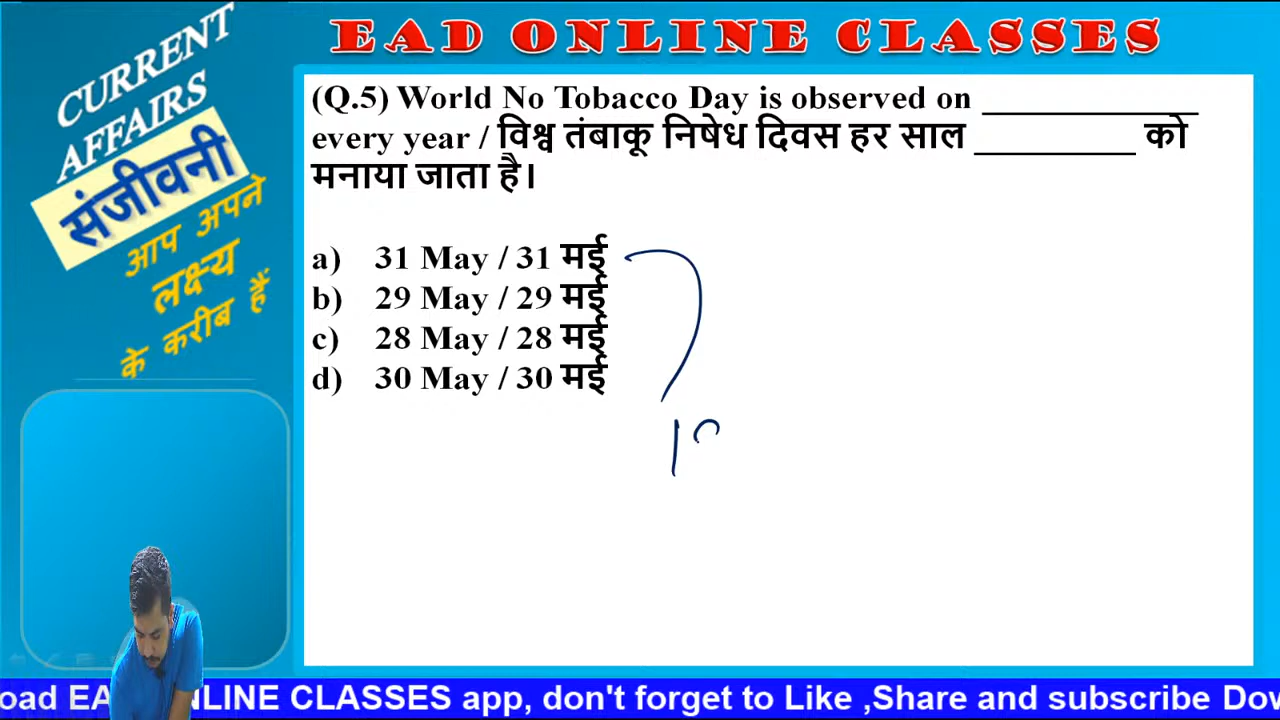 CURRENT
AFFAIRS
संजीवनी
आप अपने
लक्ष्य
के करीब हैं
EAD ONLINE CLASSES
(Q.5) World No Tobacco Day is observed on ____________
every year / विश्व तंबाकू निषेध दिवस हर साल _________ को
मनाया जाता है।
a) 31 May / 31 मई
b) 29 May / 29 मई
c) 28 May / 28 मई
d) 30 May / 30 मई
oad EA ONLINE CLASSES app, don't forget to Like ,Share and subscribe Dov